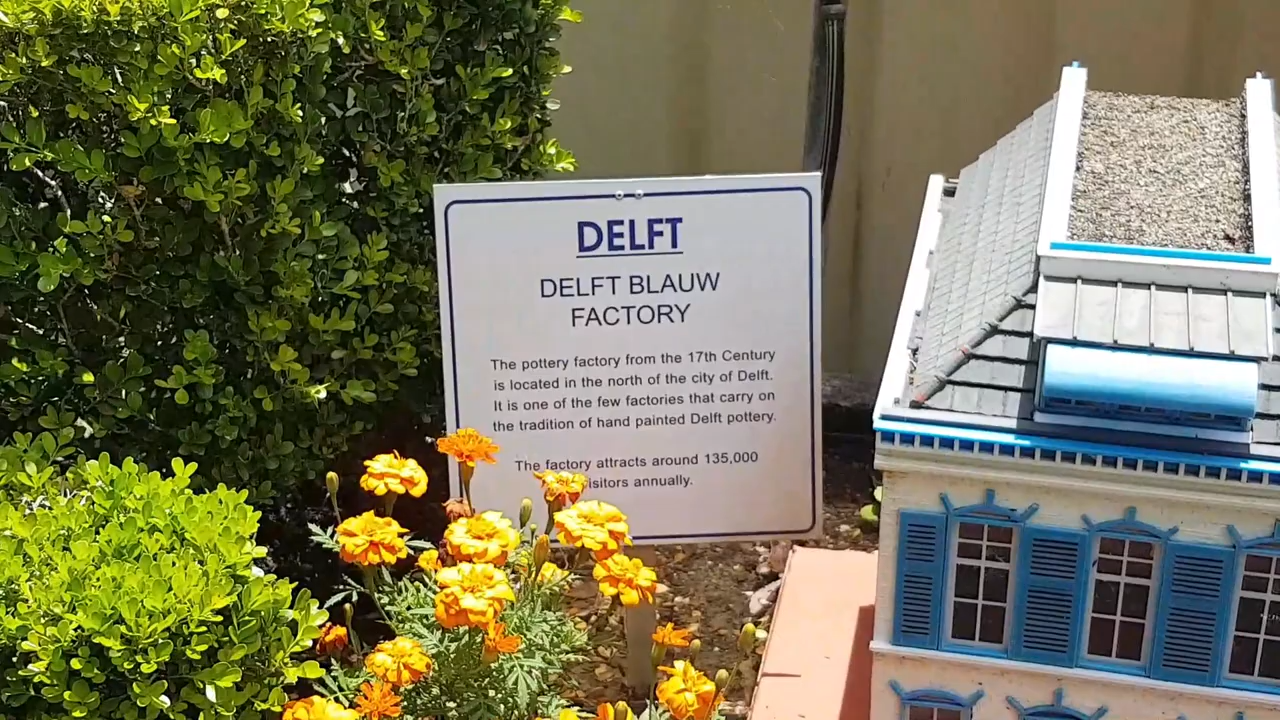 DELFT
DELFT BLAUW
FACTORY
The pottery factory from the 17th Century
is located in the north of the city of Delft.
It is one of the few factories that carry on
the tradition of hand painted Delft pottery.
The factory attracts around 135,000
annually.